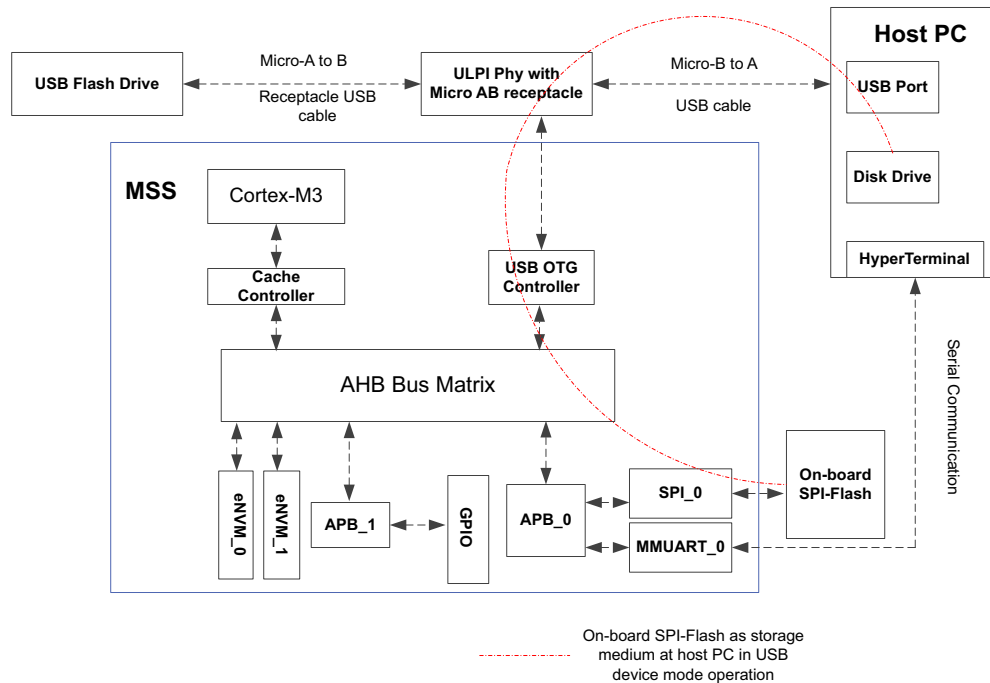 Host PC
Micro-A to B
Receptacle USB
cable
USB Flash Drive
ULPI Phy with
Micro AB receptacle
Micro-B to A
USB cable
USB Port
Disk Drive
HyperTerminal
MSS
Cortex-M3
Cache
Controller
USB OTG
Controller
AHB Bus Matrix
Serial Communication
eNVM_0
eNVM_1
APB_1
GPIO
APB_0
SPI_0
MMUART_0
On-board
SPI-Flash
On-board SPI-Flash as storage
medium at host PC in USB
device mode operation